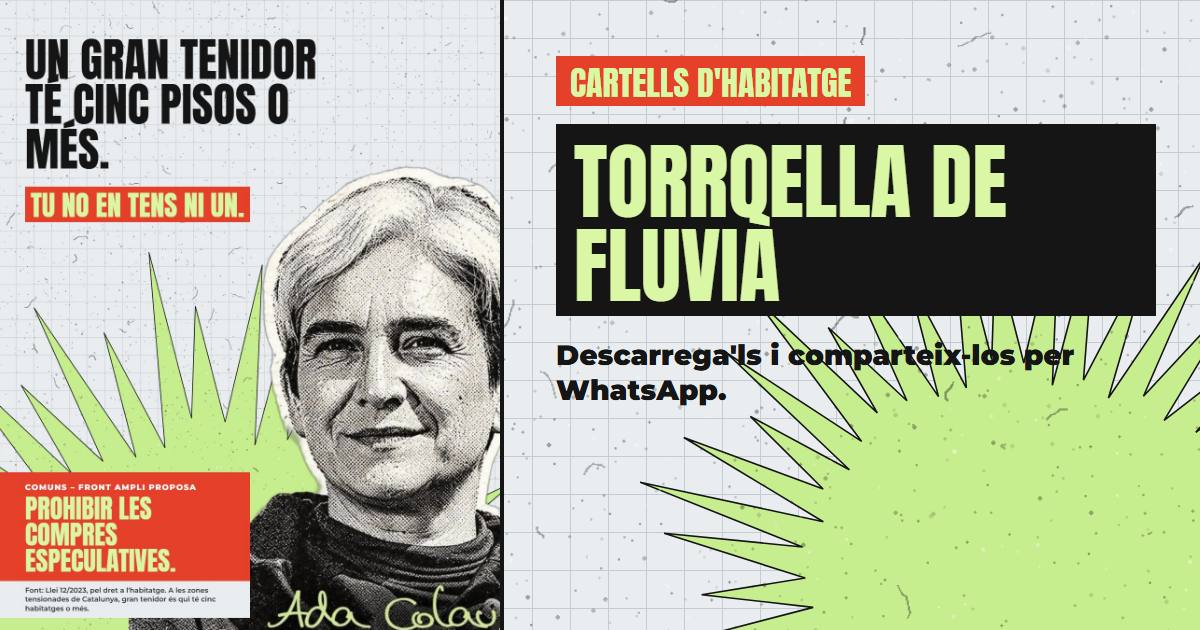 UN GRAN TENIDOR
TÉ CINC PISOS O
MÉS.
TU NO EN TENS NI UN.
COMUNS – FRONT AMPLI PROPOSA
PROHIBIR LES
COMPRES
ESPECULATIVES.
Font: Llei 12/2023, pel dret a l'habitatge. A les zones
tensionades de Catalunya, gran tenidor és qui té cinc
habitatges o més.
Ada Colau
CARTELLS D'HABITATGE
TORRQELLA DE
FLUVIÀ
Descarrega'ls i comparteix-los per
WhatsApp.